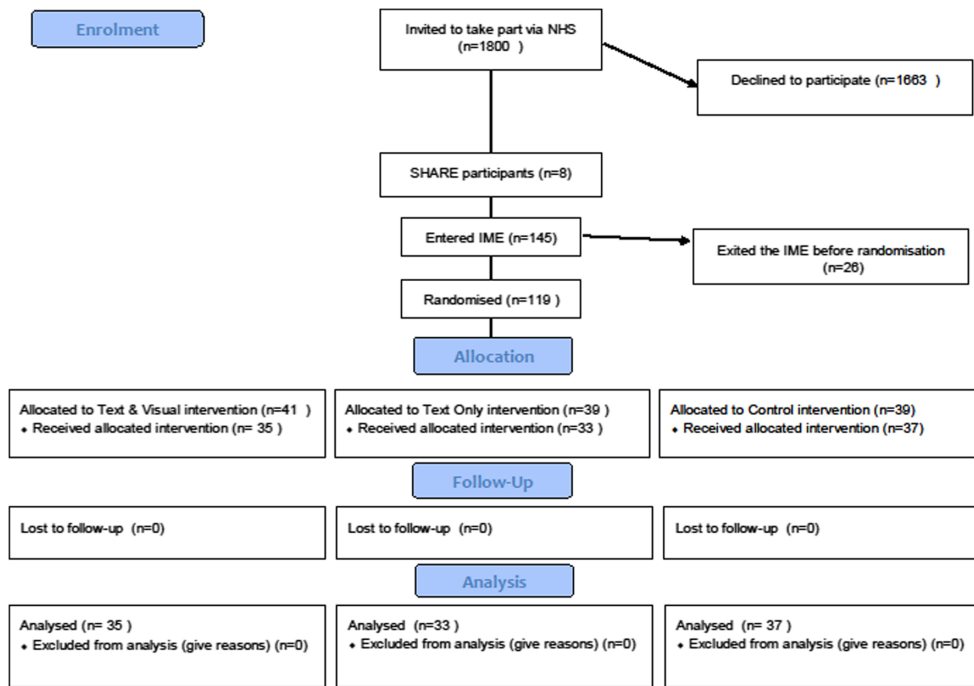 Enrolment
Invited to take part via NHS
(n=1800 )
Declined to participate (n=1663 )
SHARE participants (n=8)
Entered IME (n=145)
Exited the IME before randomisation
(n=26)
Randomised (n=119 )
Allocation
Allocated to Text & Visual intervention (n=41 )
• Received allocated intervention (n= 35 )
Allocated to Text Only intervention (n=39 )
• Received allocated intervention (n=33 )
Allocated to Control intervention (n=39)
• Received allocated intervention (n=37)
Follow-Up
Lost to follow-up (n=0)
Lost to follow-up (n=0)
Lost to follow-up (n=0)
Analysis
Analysed (n= 35 )
• Excluded from analysis (give reasons) (n=0)
Analysed (n=33 )
• Excluded from analysis (give reasons) (n=0)
Analysed (n= 37 )
• Excluded from analysis (give reasons) (n=0)